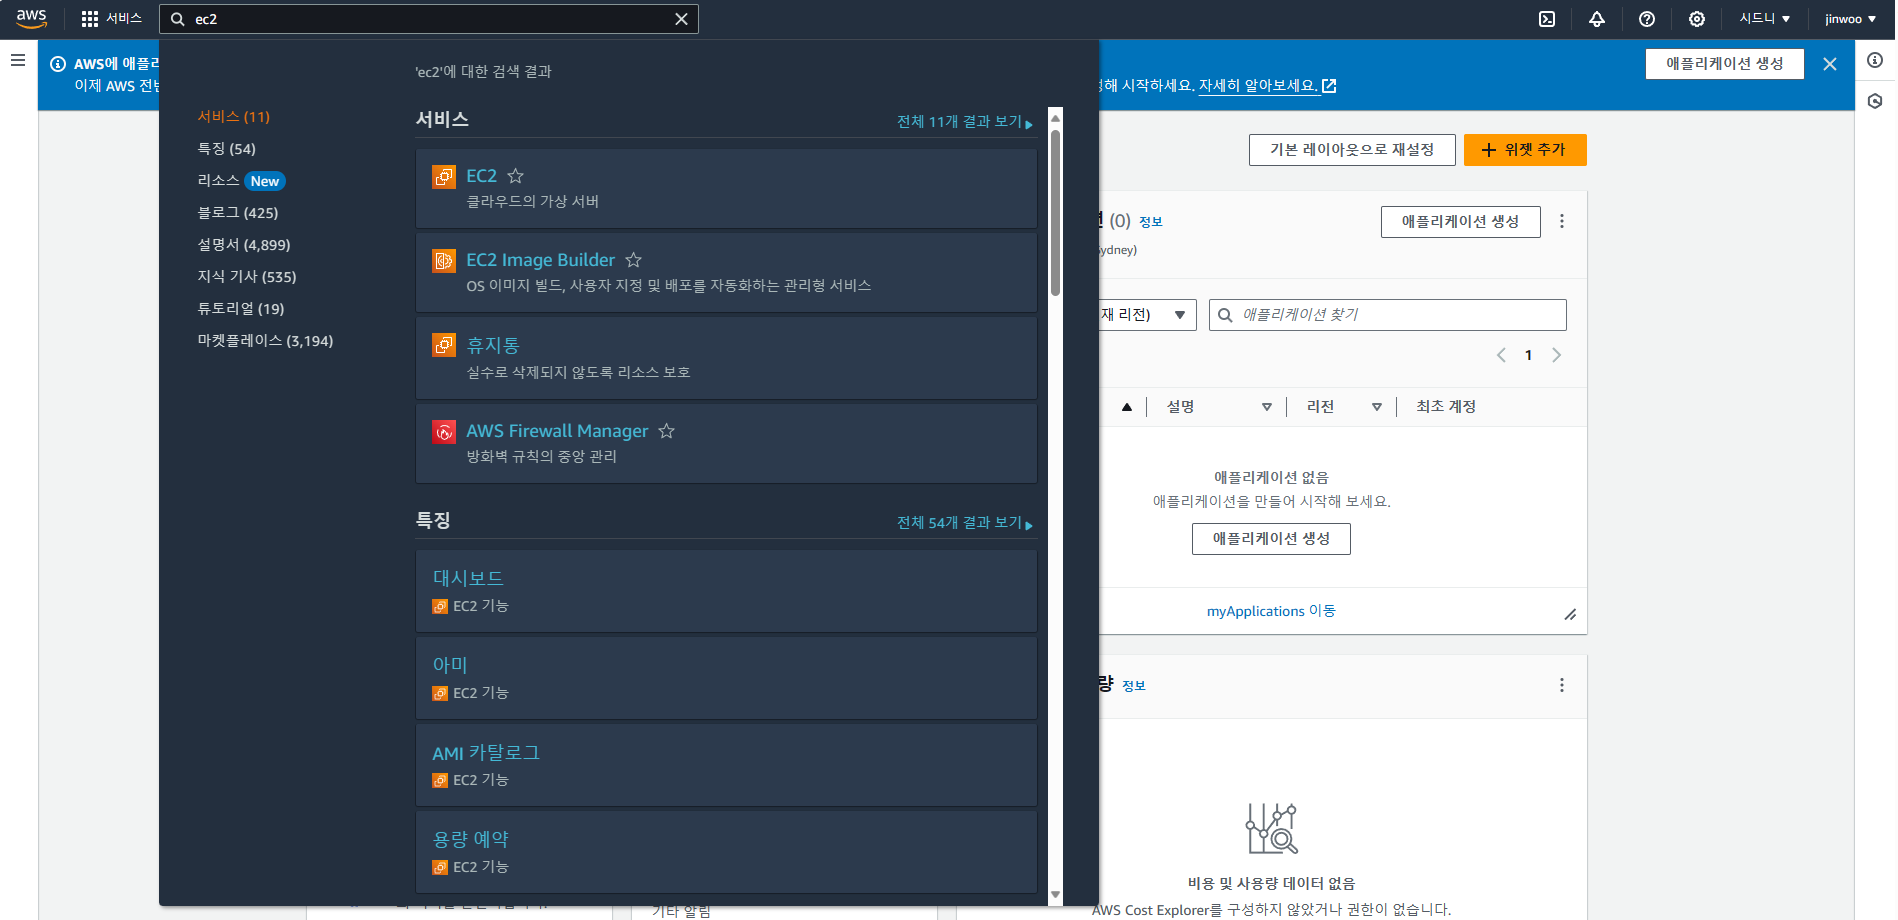 aws
서비스
ec2
시드니
jinwoo
AWS에
이제 AWS
시작하세요. 자세히 알아보세요.
애플리케이션 생성
'ec2'에 대한 검색 결과
서비스 (11)
특징 (54)
리소스 New
블로그 (425)
설명서 (4,899)
지식 기사 (535)
튜토리얼 (19)
마켓플레이스 (3,194)
서비스
전체 11개 결과 보기
EC2
클라우드의 가상 서버
EC2 Image Builder
OS 이미지 빌드, 사용자 지정 및 배포를 자동화하는 관리형 서비스
휴지통
실수로 삭제되지 않도록 리소스 보호
AWS Firewall Manager
방화벽 규칙의 중앙 관리
특징
전체 54개 결과 보기
대시보드
EC2 기능
아미
EC2 기능
AMI 카탈로그
EC2 기능
용량 예약
EC2 기능
기본 레이아웃으로 재설정
위젯 추가
(0) 정보
애플리케이션 생성
Sydney)
재 리전)
애플리케이션 찾기
1
설명
리전
최초 계정
애플리케이션 없음
애플리케이션을 만들어 시작해 보세요.
애플리케이션 생성
myApplications 이동
량 정보
비용 및 사용량 데이터 없음
AWS Cost Explorer를 구성하지 않았거나 권한이 없습니다.
기타 알림